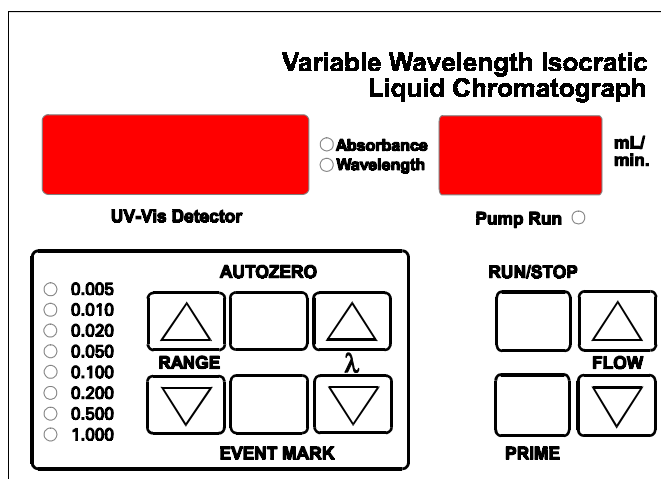 Variable Wavelength Isocratic
Liquid Chromatograph
Absorbance
Wavelength
mL/
min.
UV-Vis Detector
Pump Run
AUTOZERO
0.005
0.010
0.020
0.050
0.100
0.200
0.500
1.000
RANGE
λ
EVENT MARK
RUN/STOP
FLOW
PRIME